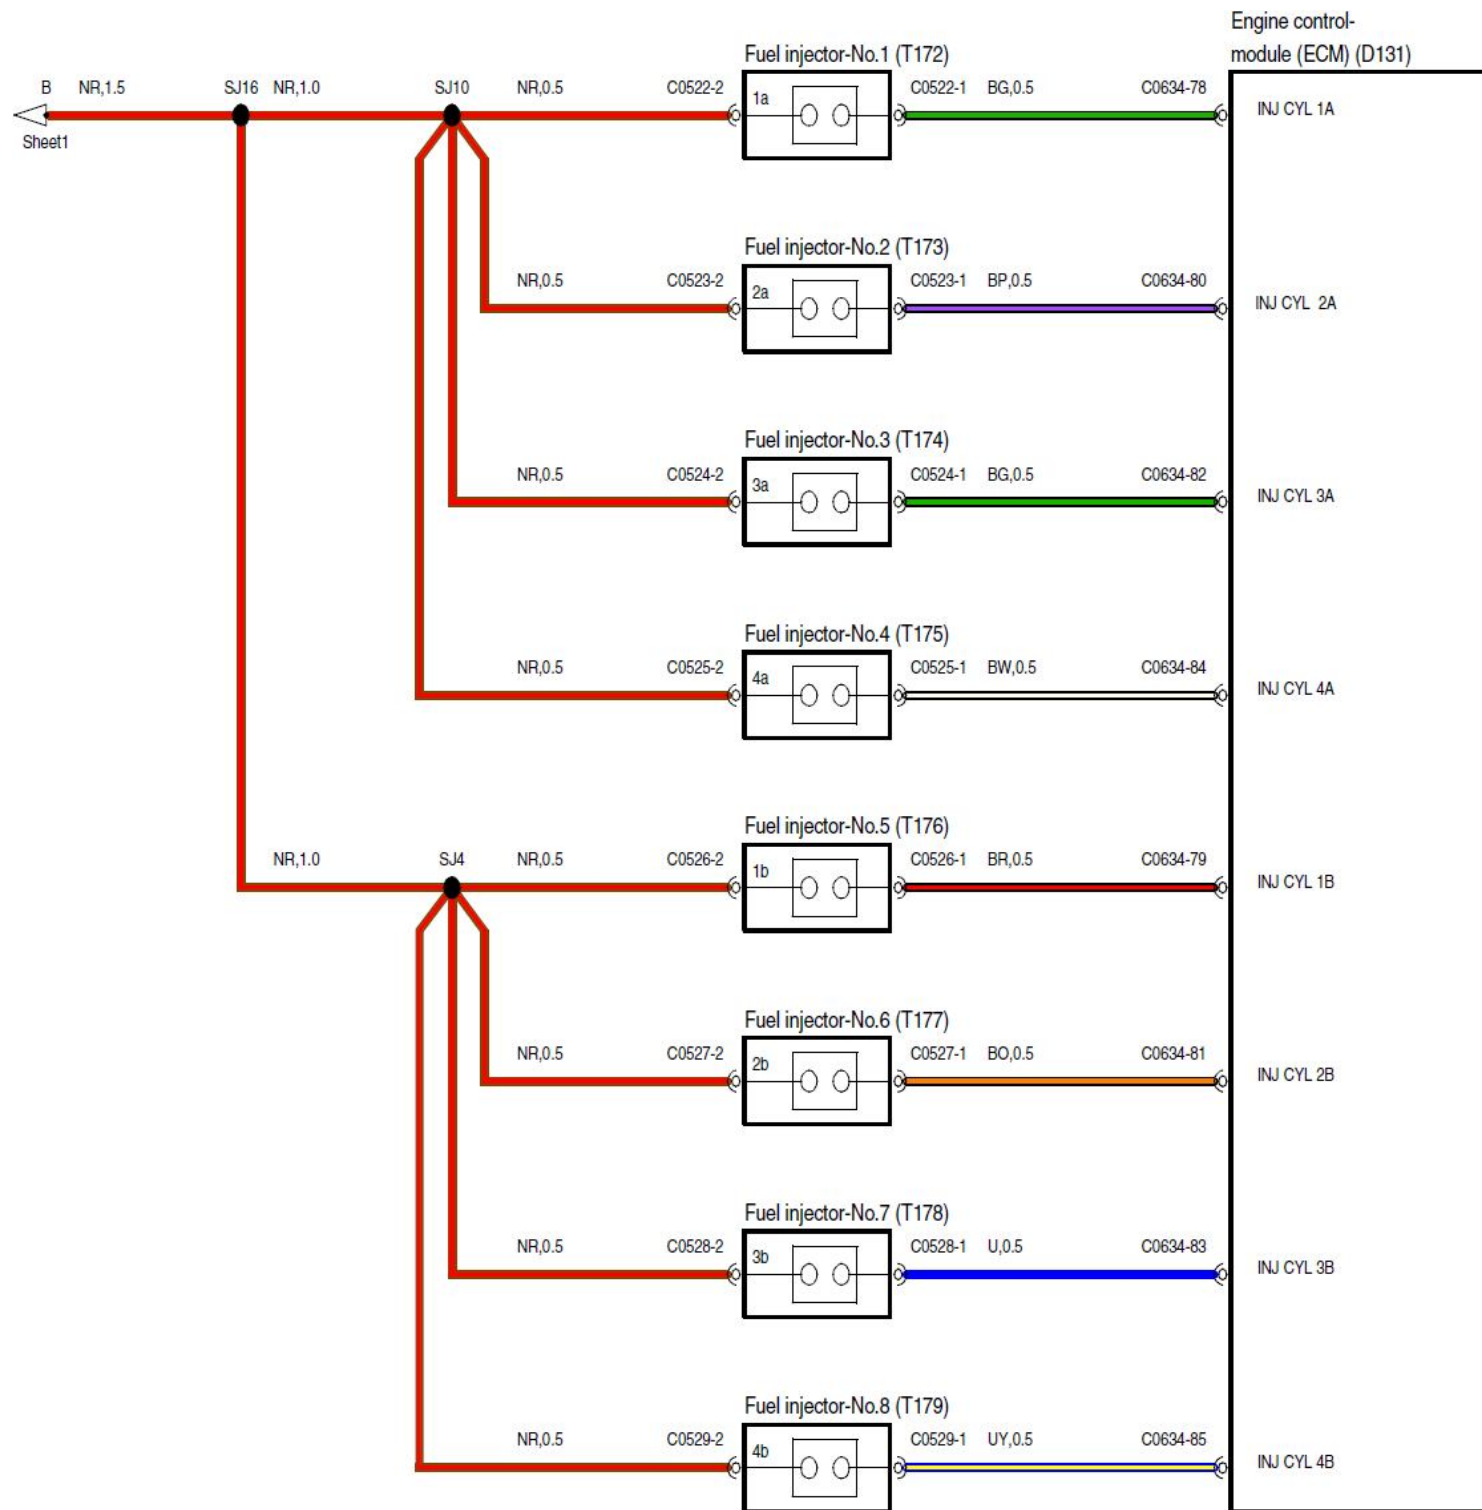 Engine control-
module (ECM) (D131)
Fuel injector-No.1 (T172)
B NR,1.5 SJ16 NR,1.0 SJ10 NR,0.5 C0522-2 1a C0522-1 BG,0.5 C0634-78 INJ CYL 1A
Sheet1
Fuel injector-No.2 (T173)
NR,0.5 C0523-2 2a C0523-1 BP,0.5 C0634-80 INJ CYL 2A
Fuel injector-No.3 (T174)
NR,0.5 C0524-2 3a C0524-1 BG,0.5 C0634-82 INJ CYL 3A
Fuel injector-No.4 (T175)
NR,0.5 C0525-2 4a C0525-1 BW,0.5 C0634-84 INJ CYL 4A
Fuel injector-No.5 (T176)
NR,1.0 SJ4 NR,0.5 C0526-2 1b C0526-1 BR,0.5 C0634-79 INJ CYL 1B
Fuel injector-No.6 (T177)
NR,0.5 C0527-2 2b C0527-1 BO,0.5 C0634-81 INJ CYL 2B
Fuel injector-No.7 (T178)
NR,0.5 C0528-2 3b C0528-1 U,0.5 C0634-83 INJ CYL 3B
Fuel injector-No.8 (T179)
NR,0.5 C0529-2 4b C0529-1 UY,0.5 C0634-85 INJ CYL 4B